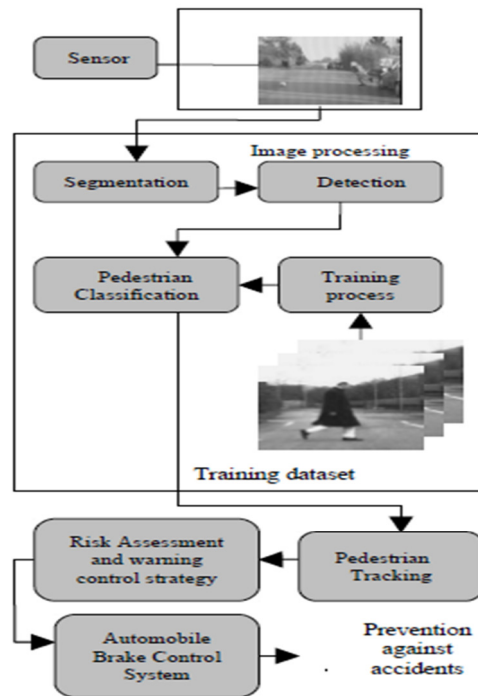 Sensor
Image processing
Segmentation
Detection
Pedestrian
Classification
Training
process
Training dataset
Risk Assessment
and warning
control strategy
Pedestrian
Tracking
Automobile
Brake Control
System
Prevention
against
accidents
.